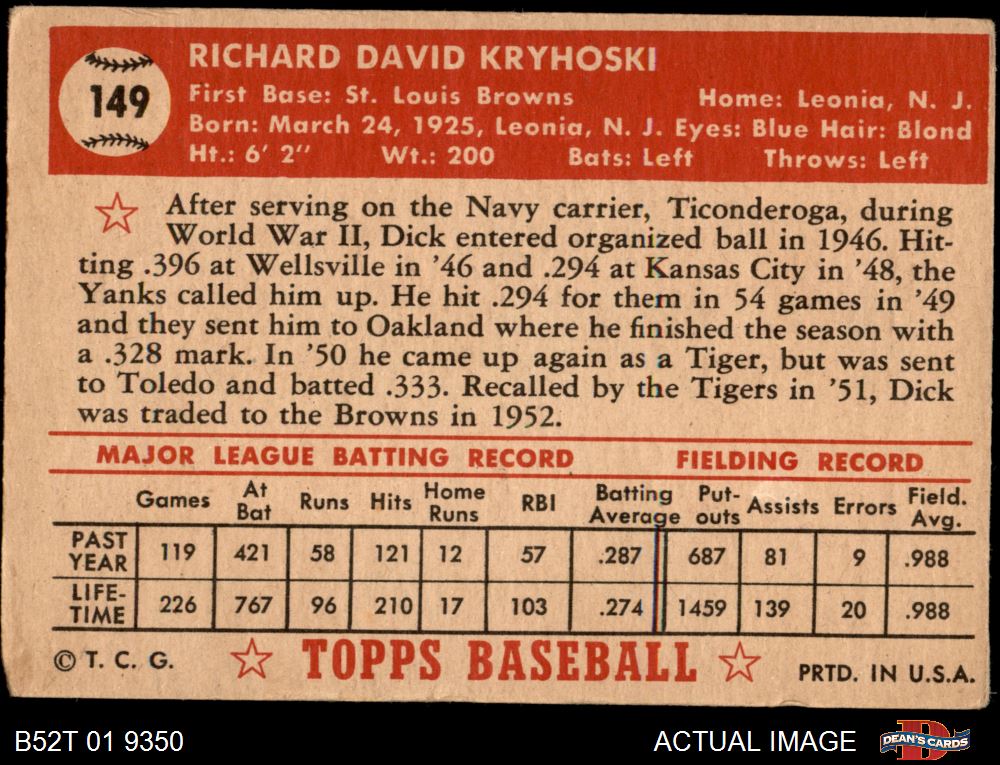 149
RICHARD DAVID KRYHOSKI
First Base: St. Louis Browns Home: Leonia, N. J.
Born: March 24, 1925, Leonia, N. J. Eyes: Blue Hair: Blond
Ht.: 6' 2" Wt.: 200 Bats: Left Throws: Left
After serving on the Navy carrier, Ticonderoga, during
World War II, Dick entered organized ball in 1946. Hit-
ting .396 at Wellsville in '46 and .294 at Kansas City in '48, the
Yanks called him up. He hit .294 for them in 54 games in '49
and they sent him to Oakland where he finished the season with
a .328 mark. In '50 he came up again as a Tiger, but was sent
to Toledo and batted .333. Recalled by the Tigers in '51, Dick
was traded to the Browns in 1952.
MAJOR LEAGUE BATTING RECORD FIELDING RECORD
Games At Bat Runs Hits Home Runs RBI Batting Average Put-outs Assists Errors Field. Avg.
PAST YEAR 119 421 58 121 12 57 .287 687 81 9 .988
LIFE-TIME 226 767 96 210 17 103 .274 1459 139 20 .988
© T. C. G. TOPPS BASEBALL PRTD. IN U.S.A.
B52T 01 9350 ACTUAL IMAGE DEAN'S CARDS